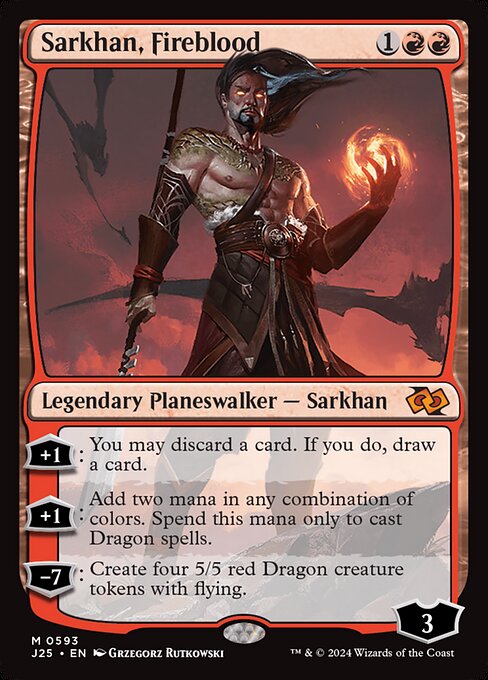 Sarkhan, Fireblood 1
Legendary Planeswalker — Sarkhan
+1: You may discard a card. If you do, draw
a card.
+1: Add two mana in any combination of
colors. Spend this mana only to cast
Dragon spells.
−7: Create four 5/5 red Dragon creature
tokens with flying.
3
M 0593
J25 • EN Grzegorz Rutkowski
™ & © 2024 Wizards of the Coast